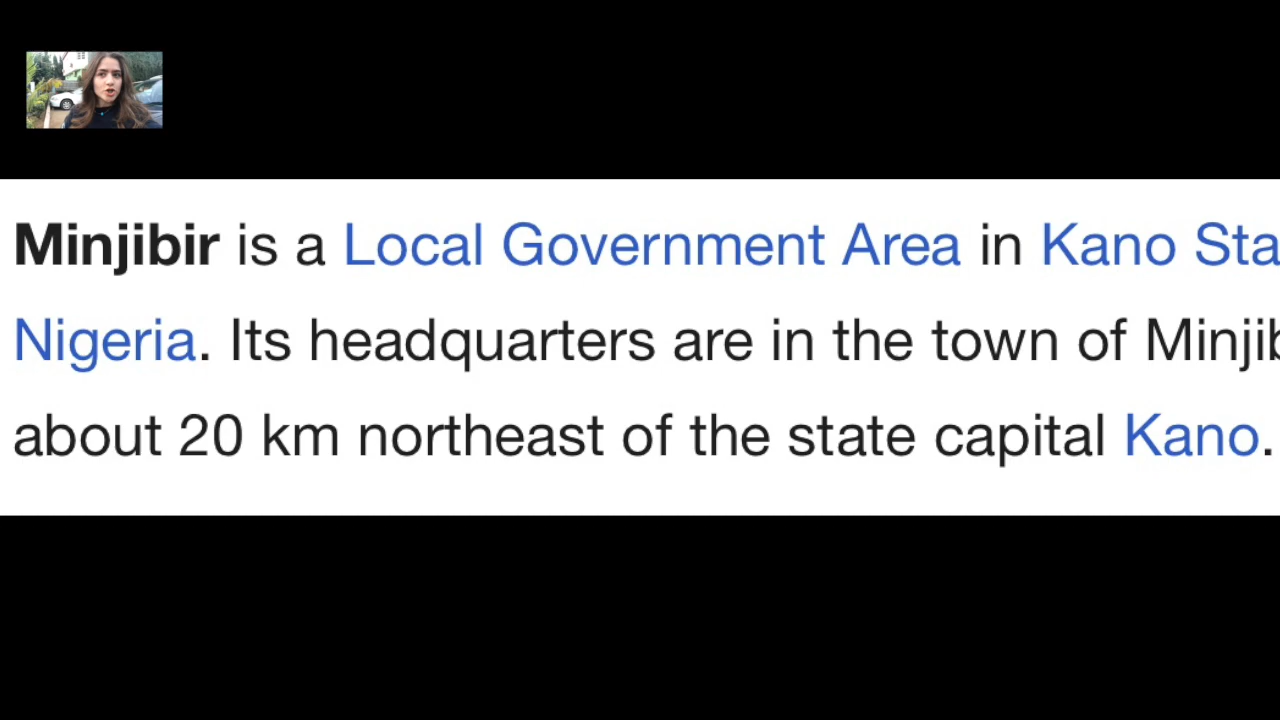 Minjibir is a Local Government Area in Kano Sta
Nigeria. Its headquarters are in the town of Minjib
about 20 km northeast of the state capital Kano.